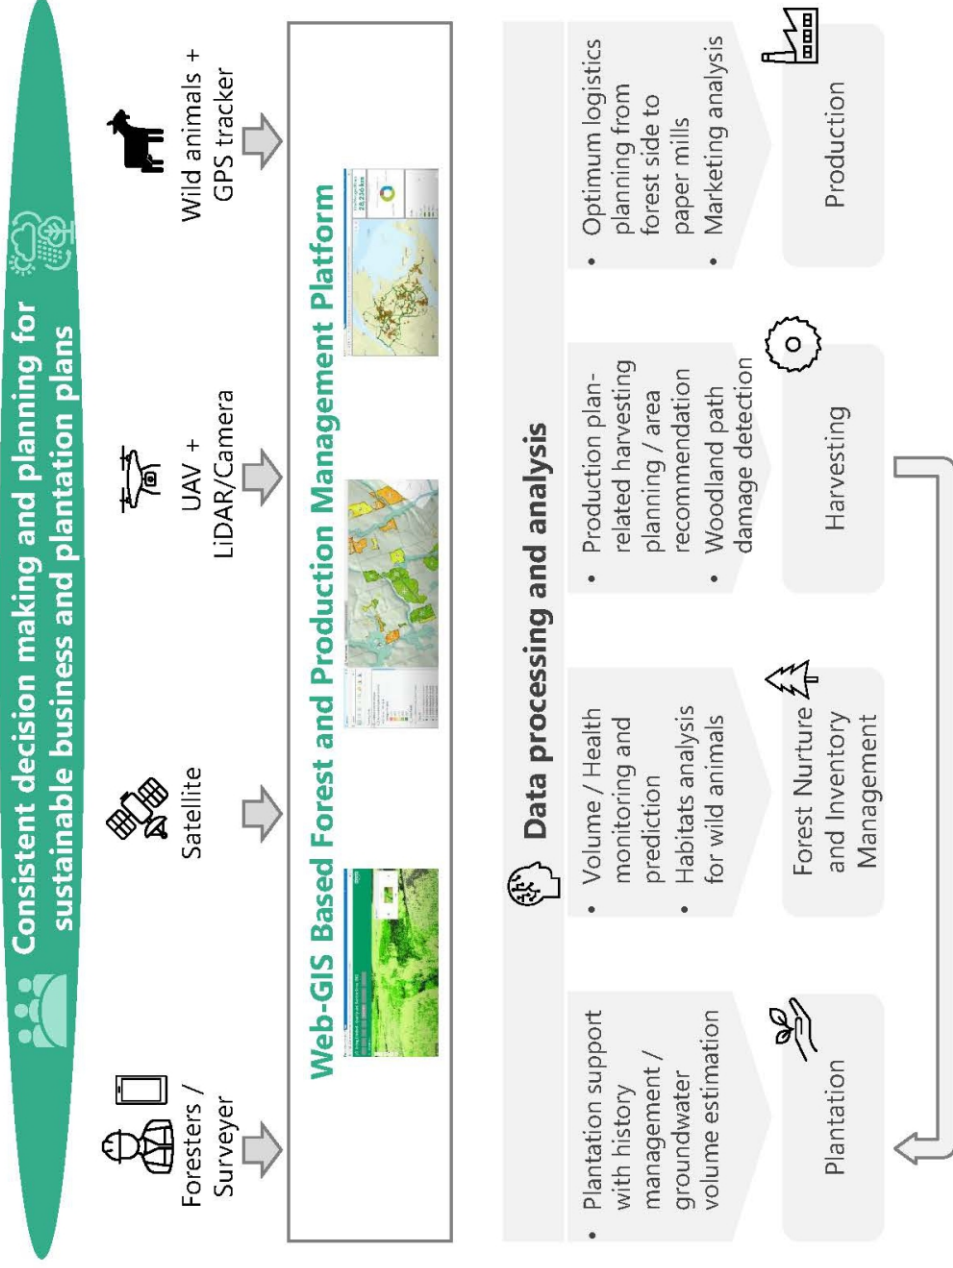 Consistent decision making and planning for
sustainable business and plantation plans
Foresters /
Surveyor
Satellite
UAV +
LiDAR/Camera
Wild animals +
GPS tracker
Web-GIS Based Forest and Production Management Platform
28,236 km
Data processing and analysis
• Plantation support
with history
management /
groundwater
volume estimation
• Volume / Health
monitoring and
prediction
• Habitats analysis
for wild animals
• Production plan-
related harvesting
planning / area
recommendation
• Woodland path
damage detection
• Optimum logistics
planning from
forest side to
paper mills
• Marketing analysis
Plantation
Forest Nurture
and Inventory
Management
Harvesting
Production